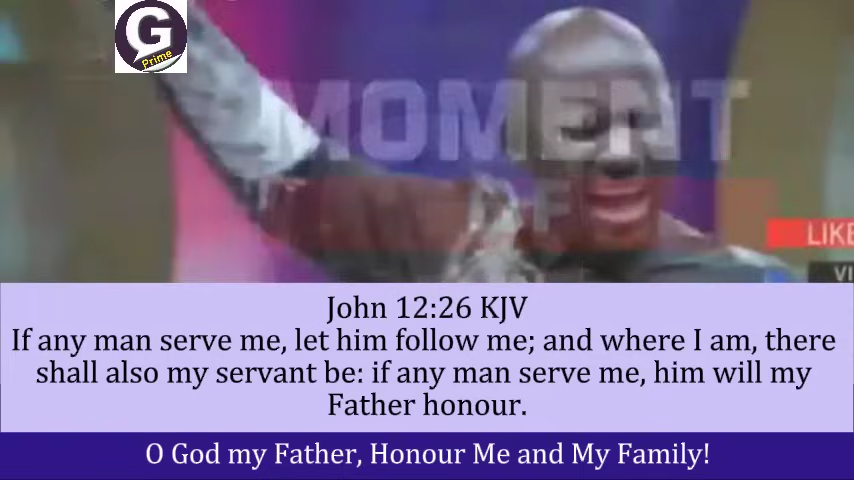 G
Prime
MOMENT
OF
LIKE
VI
John 12:26 KJV
If any man serve me, let him follow me; and where I am, there
shall also my servant be: if any man serve me, him will my
Father honour.
O God my Father, Honour Me and My Family!